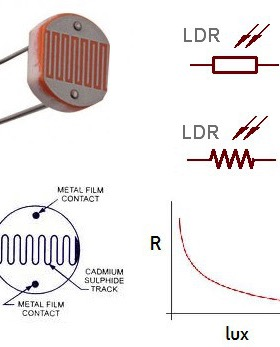 LDR
LDR
METAL FILM
CONTACT
CADMIUM
SULPHIDE
TRACK
METAL FILM
CONTACT
R
lux